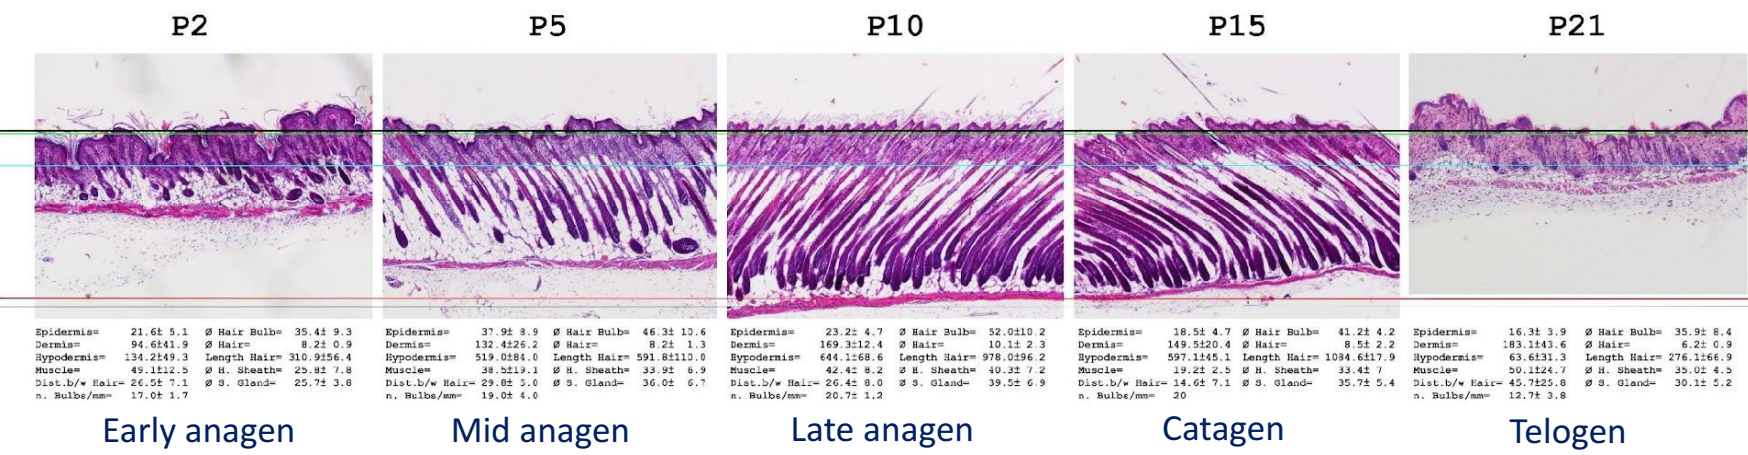 P2
P5
P10
P15
P21
Epidermis= 21.6± 5.1 Ø Hair Bulb= 35.4± 9.3
Dermis= 94.6±41.9 Ø Hair= 8.2± 0.9
Hypodermis= 134.2±49.3 Length Hair= 310.9±56.4
Muscle= 49.1±12.5 Ø H. Sheath= 25.8± 7.8
Dist.b/w Hair= 26.5± 7.1 Ø S. Gland= 25.7± 3.8
n. Bulbs/mm= 17.0± 1.7
Epidermis= 37.9± 8.9 Ø Hair Bulb= 46.3± 10.6
Dermis= 132.4±26.2 Ø Hair= 8.2± 1.3
Hypodermis= 519.0±84.0 Length Hair= 591.8±110.0
Muscle= 38.5±19.1 Ø H. Sheath= 33.9± 6.9
Dist.b/w Hair= 29.8± 5.0 Ø S. Gland= 36.0± 6.7
n. Bulbs/mm= 19.0± 4.0
Epidermis= 23.2± 4.7 Ø Hair Bulb= 52.0±10.2
Dermis= 169.3±12.4 Ø Hair= 10.1± 2.3
Hypodermis= 644.1±68.6 Length Hair= 978.0±96.2
Muscle= 42.4± 8.2 Ø H. Sheath= 40.3± 7.2
Dist.b/w Hair= 26.4± 8.0 Ø S. Gland= 39.5± 6.9
n. Bulbs/mm= 20.7± 1.2
Epidermis= 18.5± 4.7 Ø Hair Bulb= 41.2± 4.2
Dermis= 149.5±20.4 Ø Hair= 8.5± 2.2
Hypodermis= 597.1±45.1 Length Hair= 1084.6±17.9
Muscle= 19.2± 2.5 Ø H. Sheath= 33.4± 7
Dist.b/w Hair= 14.6± 7.1 Ø S. Gland= 35.7± 5.4
n. Bulbs/mm= 20
Epidermis= 16.3± 3.9 Ø Hair Bulb= 35.9± 8.4
Dermis= 183.1±43.6 Ø Hair= 6.2± 0.9
Hypodermis= 63.6±31.3 Length Hair= 276.1±66.9
Muscle= 50.1±24.7 Ø H. Sheath= 35.0± 4.5
Dist.b/w Hair= 45.7±25.8 Ø S. Gland= 30.1± 5.2
n. Bulbs/mm= 12.7± 3.8
Early anagen
Mid anagen
Late anagen
Catagen
Telogen